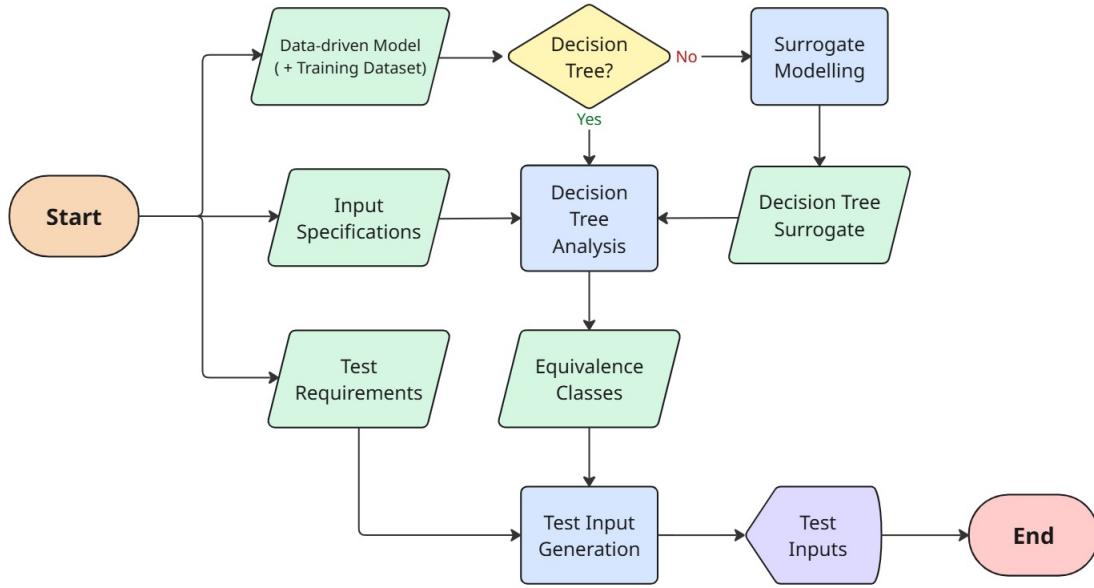 Data-driven Model
( + Training Dataset)
Decision
Tree?
No
Surrogate
Modelling
Yes
Start
Input
Specifications
Decision
Tree
Analysis
Decision Tree
Surrogate
Test
Requirements
Equivalence
Classes
Test Input
Generation
Test
Inputs
End